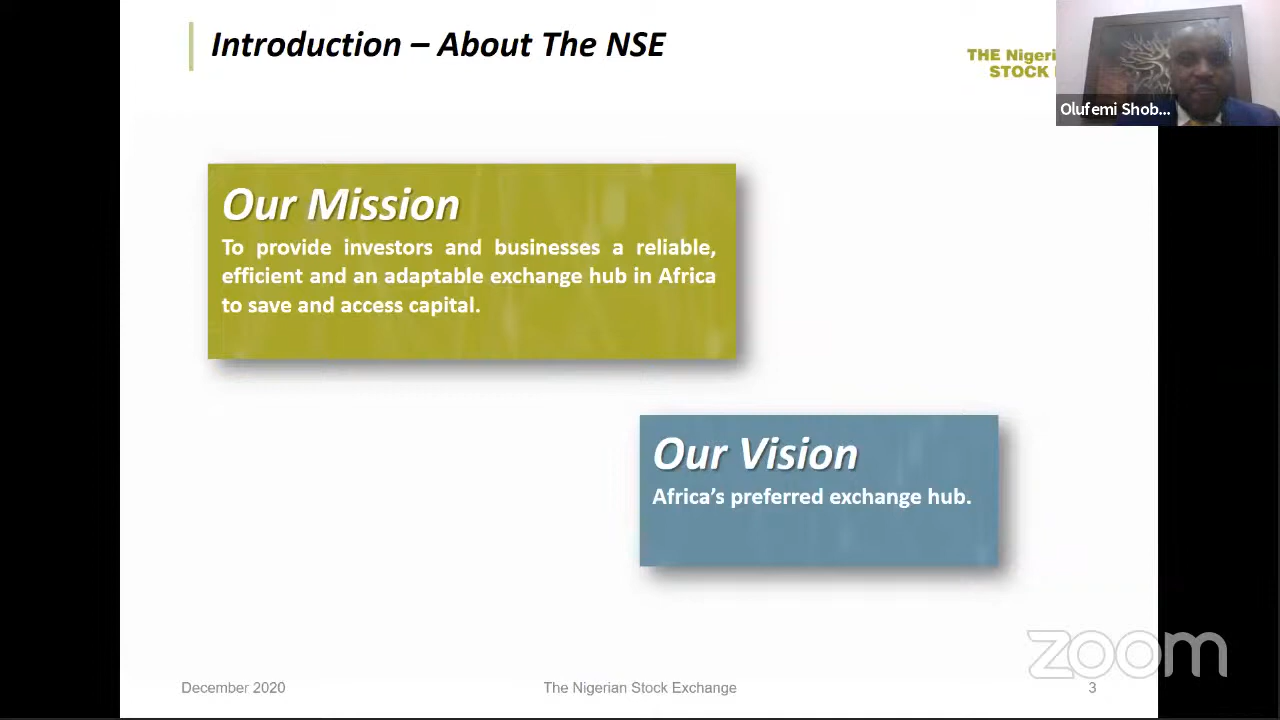 Introduction – About The NSE
THE Nigeri
STOCK
Olufemi Shob...
Our Mission
To provide investors and businesses a reliable,
efficient and an adaptable exchange hub in Africa
to save and access capital.
Our Vision
Africa’s preferred exchange hub.
zoom
December 2020
The Nigerian Stock Exchange
3